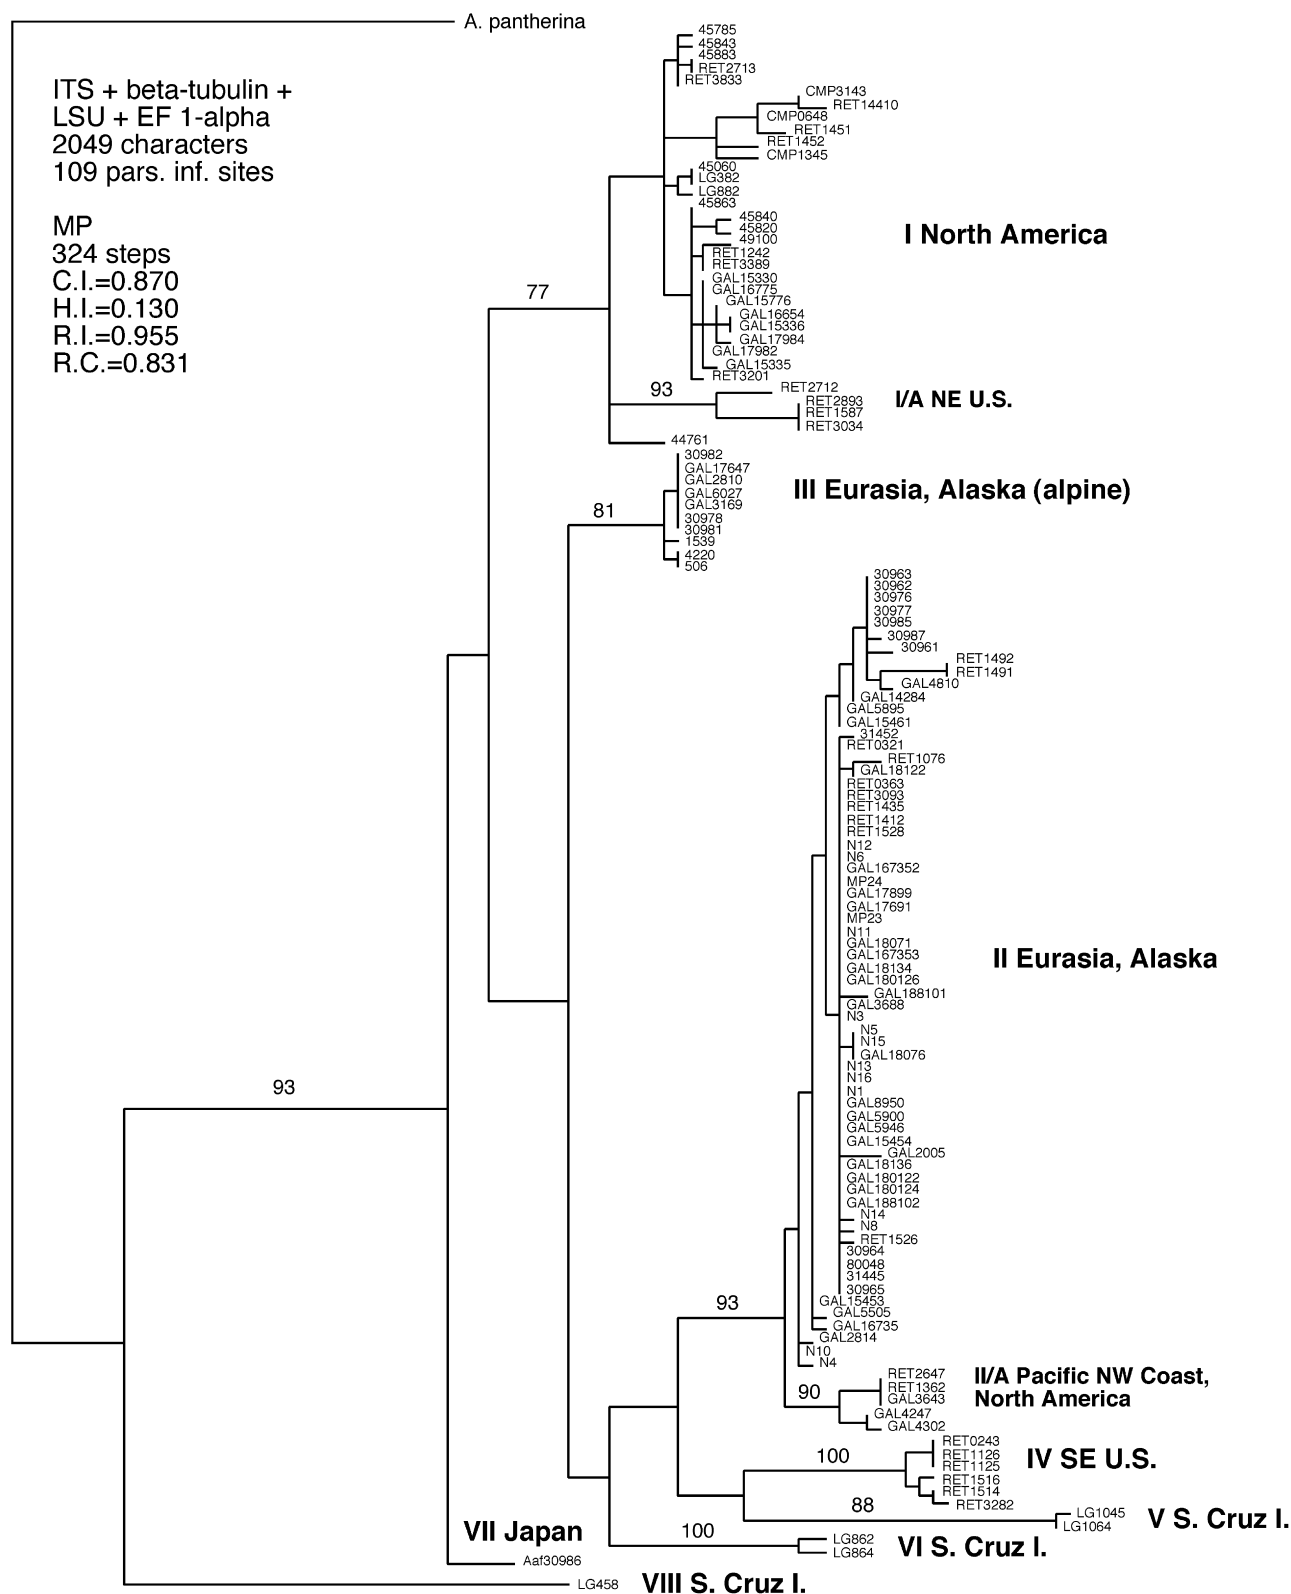 A. pantherina
ITS + beta-tubulin +
LSU + EF 1-alpha
2049 characters
109 pars. inf. sites
MP
324 steps
C.I.=0.870
H.I.=0.130
R.I.=0.955
R.C.=0.831
45785
45843
45883
RET2713
RET3833
CMP3143
RET14410
CMP0648
RET1451
RET1452
CMP1345
45060
LG382
LG882
45863
45840
45820
49100
RET1242
RET3389
GAL15330
GAL16775
GAL15776
GAL16654
GAL15336
GAL17984
GAL17982
GAL15335
RET3201
I North America
77
93
RET2712
RET2893
RET1587
RET3034
I/A NE U.S.
44761
30982
GAL17647
GAL2810
GAL6027
GAL3169
30978
30981
1539
4220
506
III Eurasia, Alaska (alpine)
81
30963
30962
30976
30977
30985
30987
30961
RET1492
RET1491
GAL4810
GAL14284
GAL5895
GAL15461
31452
RET0321
RET1076
GAL18122
RET0363
RET3093
RET1435
RET1412
RET1528
N12
N6
GAL167352
MP24
GAL17899
GAL17691
MP23
N11
GAL18071
GAL167353
GAL18134
GAL180126
GAL188101
GAL3688
N3
N5
N15
GAL18076
N13
N16
N1
GAL8950
GAL5900
GAL5946
GAL15454
GAL2005
GAL18136
GAL180122
GAL180124
GAL188102
N14
N8
RET1526
30964
80048
31445
30965
GAL15453
GAL5505
GAL16735
GAL2814
N10
N4
II Eurasia, Alaska
93
93
90
RET2647
RET1362
GAL3643
GAL4247
GAL4302
II/A Pacific NW Coast,
North America
100
RET0243
RET1126
RET1125
RET1516
RET1514
RET3282
IV SE U.S.
88
LG1045
LG1064
V S. Cruz I.
100
LG862
LG864
VI S. Cruz I.
VII Japan
Aaf30986
LG458
VIII S. Cruz I.